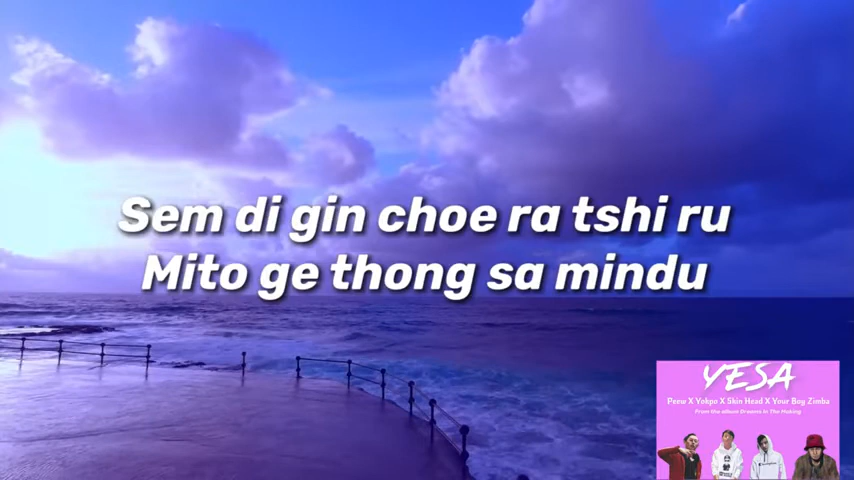 Sem di gin choe ra tshi ru
Mito ge thong sa mindu
YESA
Peew X Yokpo X Skin Head X Your Boy Zimba
From the album Dreams In The Making